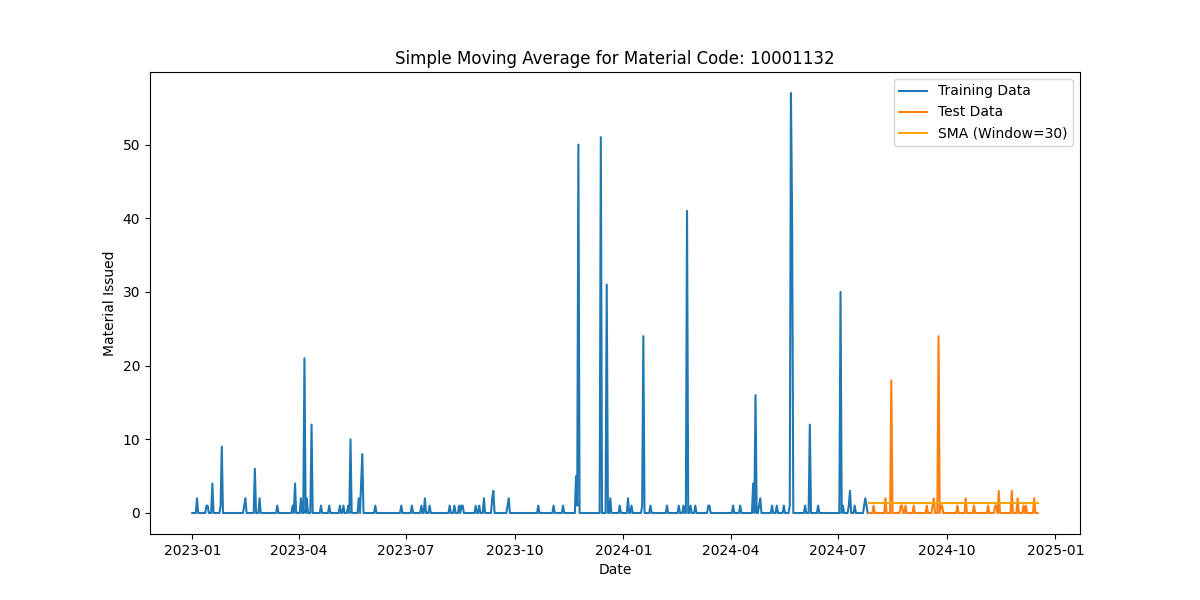 Simple Moving Average for Material Code: 10001132
Training Data
Test Data
SMA (Window=30)
Material Issued
50
40
30
20
10
0
2023-01 2023-04 2023-07 2023-10 2024-01 2024-04 2024-07 2024-10 2025-01
Date